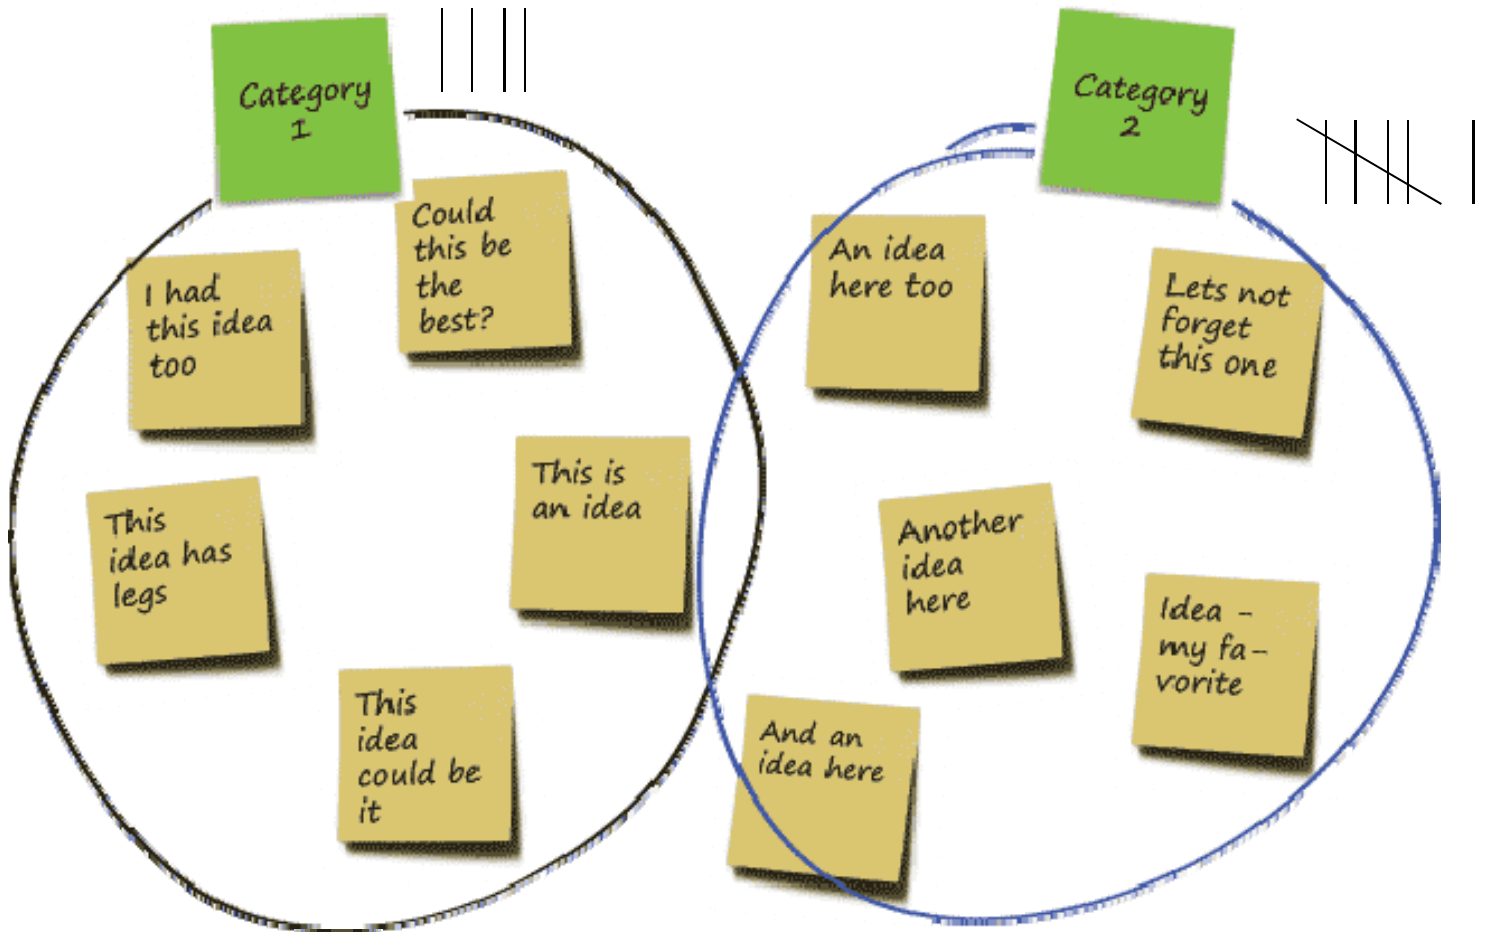 Category
1
Could
this be
the
best?
I had
this idea
too
This is
an idea
This
idea has
legs
This
idea
could be
it
Category
2
An idea
here too
Lets not
forget
this one
Another
idea
here
Idea -
my fa-
vorite
And an
idea here